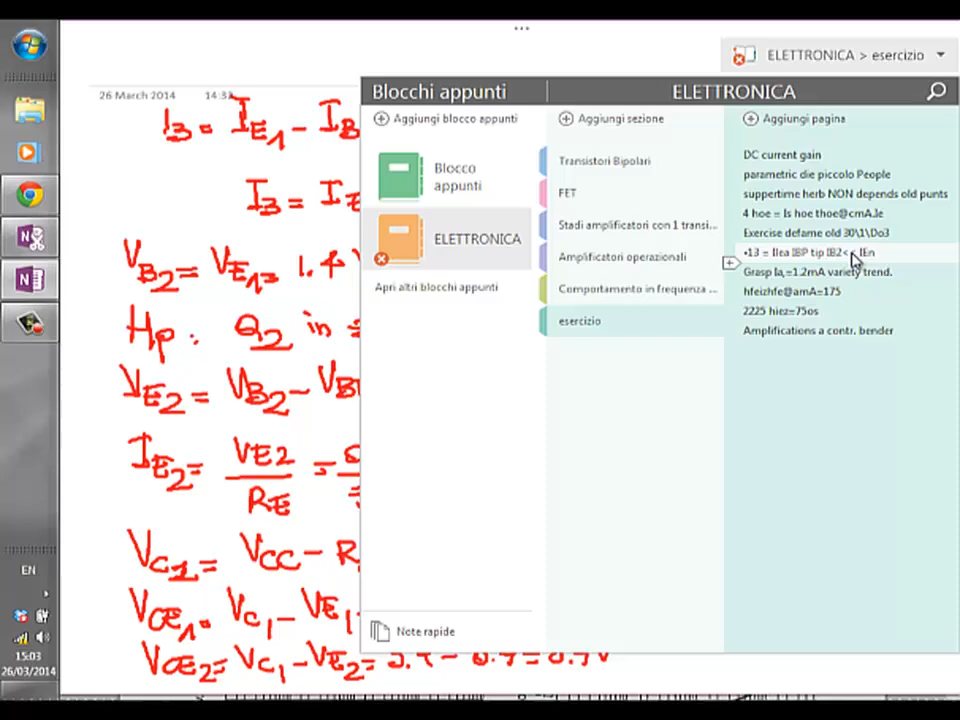 ELETTRONICA > esercizio
Blocchi appunti
ELETTRONICA
26 March 2014 14:3
Aggiungi blocco appunti
Aggiungi sezione
Aggiungi pagina
Blocco appunti
ELETTRONICA
Apri altri blocchi appunti
Note rapide
Transistori Bipolari
FET
Stadi amplificatori con 1 transi...
Amplificatori operazionali
Comportamento in frequenza ...
esercizio
DC current gain
parametric die piccolo People
suppertime herb NON depends old punts
4 hoe = Is hoe thoe@cmA.le
Exercise defame old 30\1\Do3
Grasp =1.2mA variety trend.
hfeizhfe@amA=175
2225 hiez=75os
Amplifications a contr. bender
I3 = IE1 - IB
I3 = IE
VB2 = VE1 = 1.4
Hp: Q2 in
VE2 = VB2 - VB
IE2 = VE2 / RE =
VC1 = VCC - R
VCE1 = VC1 - VE1
VCE2 = VC1 - VE2 =
EN
15:03
26/03/2014